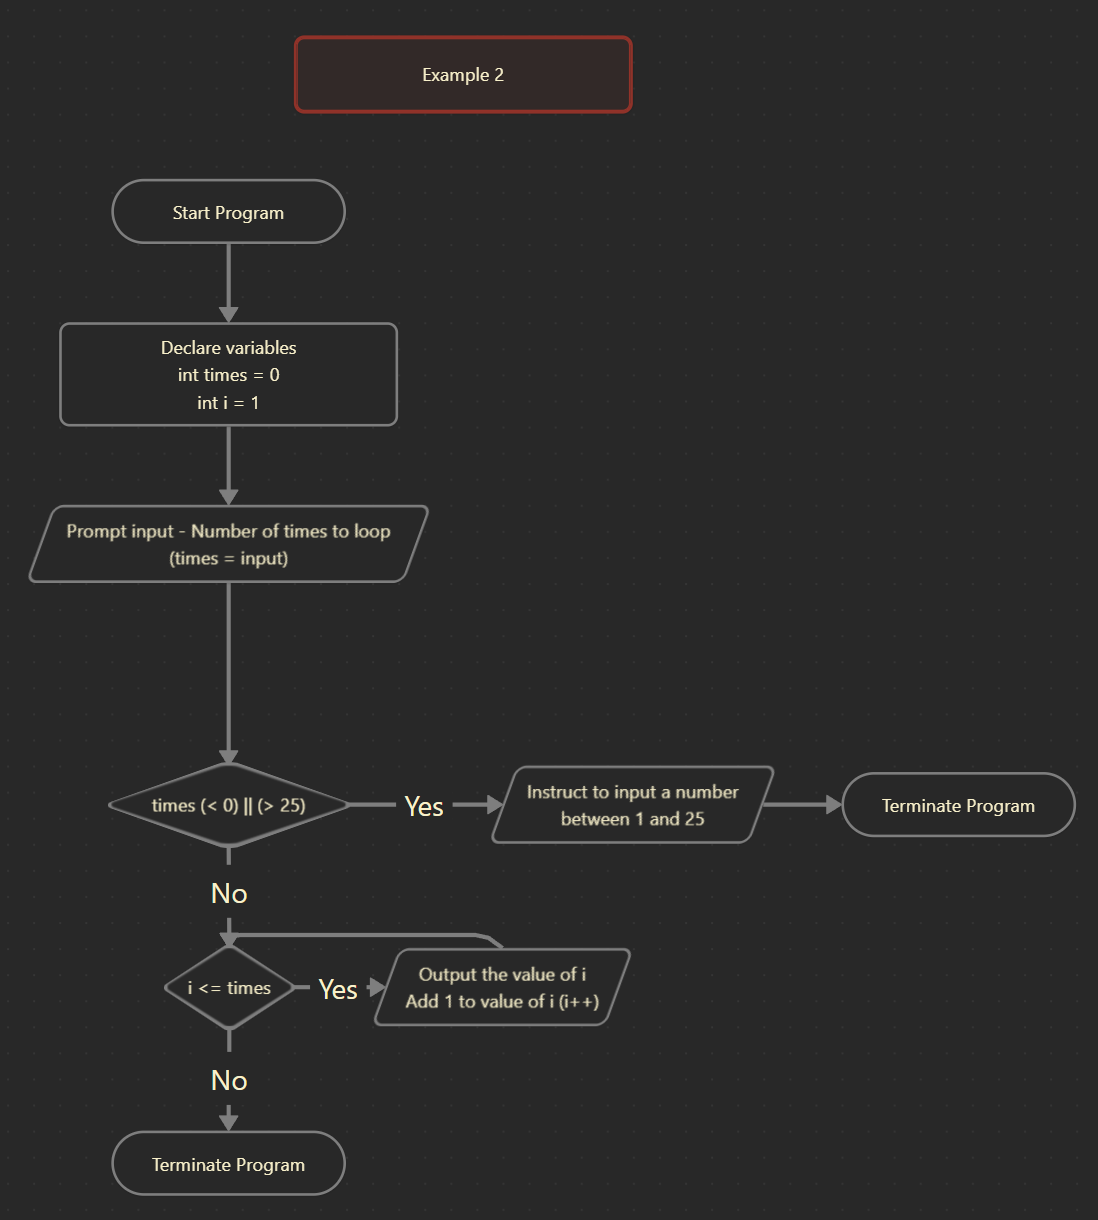 Example 2
Start Program
Declare variables
int times = 0
int i = 1
Prompt input - Number of times to loop
(times = input)
times (< 0) || (> 25)
Yes
Instruct to input a number
between 1 and 25
Terminate Program
No
i <= times
Yes
Output the value of i
Add 1 to value of i (i++)
No
Terminate Program